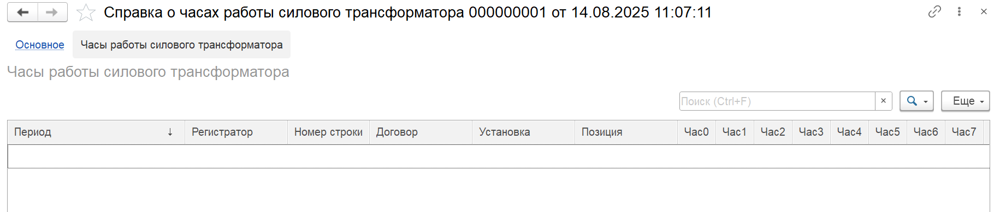 Справка о часах работы силового трансформатора 000000001 от 14.08.2025 11:07:11
Основное Часы работы силового трансформатора
Часы работы силового трансформатора
Поиск (Ctrl+F) × Еще
Период ↓ Регистратор Номер строки Договор Установка Позиция Час0 Час1 Час2 Час3 Час4 Час5 Час6 Час7